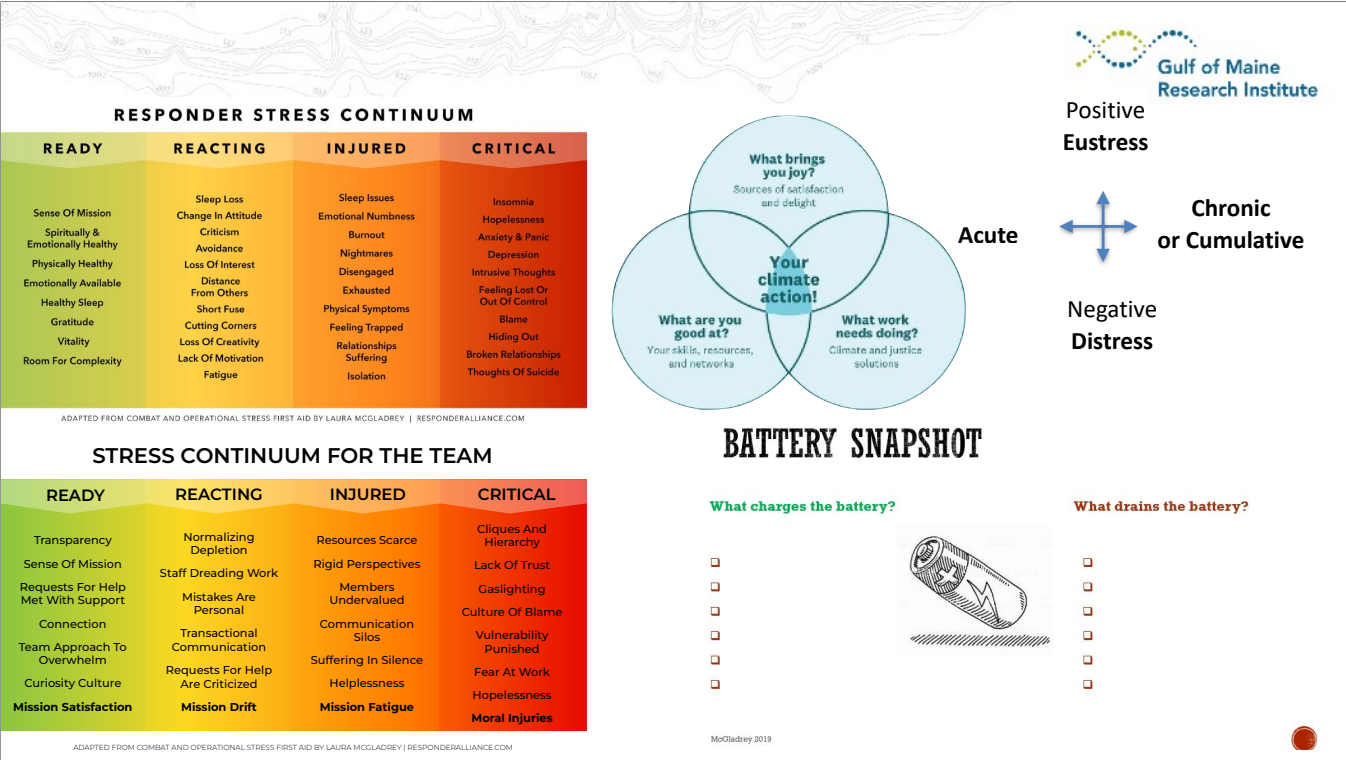 RESPONDER STRESS CONTINUUM
READY
Sense Of Mission
Spiritually &
Emotionally Healthy
Physically Healthy
Emotionally Available
Healthy Sleep
Gratitude
Vitality
Room For Complexity
REACTING
Sleep Loss
Change In Attitude
Criticism
Avoidance
Loss Of Interest
Distance
From Others
Short Fuse
Cutting Corners
Loss Of Creativity
Lack Of Motivation
Fatigue
INJURED
Sleep Issues
Emotional Numbness
Burnout
Nightmares
Disengaged
Exhausted
Physical Symptoms
Feeling Trapped
Relationships
Suffering
Isolation
CRITICAL
Insomnia
Hopelessness
Anxiety & Panic
Depression
Intrusive Thoughts
Feeling Lost Or
Out Of Control
Blame
Hiding Out
Broken Relationships
Thoughts Of Suicide
ADAPTED FROM COMBAT AND OPERATIONAL STRESS FIRST AID BY LAURA MCGLADREY | RESPONDERALLIANCE.COM
STRESS CONTINUUM FOR THE TEAM
READY
Transparency
Sense Of Mission
Requests For Help
Met With Support
Connection
Team Approach To
Overwhelm
Curiosity Culture
Mission Satisfaction
REACTING
Normalizing
Depletion
Staff Dreading Work
Mistakes Are
Personal
Transactional
Communication
Requests For Help
Are Criticized
Mission Drift
INJURED
Resources Scarce
Rigid Perspectives
Members
Undervalued
Communication
Silos
Suffering In Silence
Helplessness
Mission Fatigue
CRITICAL
Cliques And
Hierarchy
Lack Of Trust
Gaslighting
Culture Of Blame
Vulnerability
Punished
Fear At Work
Hopelessness
Moral Injuries
ADAPTED FROM COMBAT AND OPERATIONAL STRESS FIRST AID BY LAURA MCGLADREY | RESPONDERALLIANCE.COM
What brings
you joy?
Sources of satisfaction
and delight
Your
climate
action!
What are you
good at?
Your skills, resources,
and networks
What work
needs doing?
Climate and justice
solutions
Gulf of Maine
Research Institute
Positive
Eustress
Acute
Chronic
or Cumulative
Negative
Distress
BATTERY SNAPSHOT
What charges the battery?
What drains the battery?
McGladrey 2019